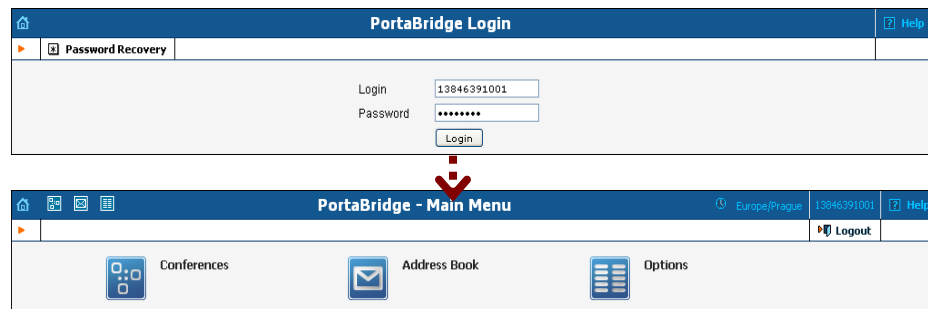 PortaBridge Login
? Help
Password Recovery
Login 13846391001
Password ••••••••
Login
PortaBridge - Main Menu Europe/Prague 13846391001 ? Help
Logout
Conferences Address Book Options